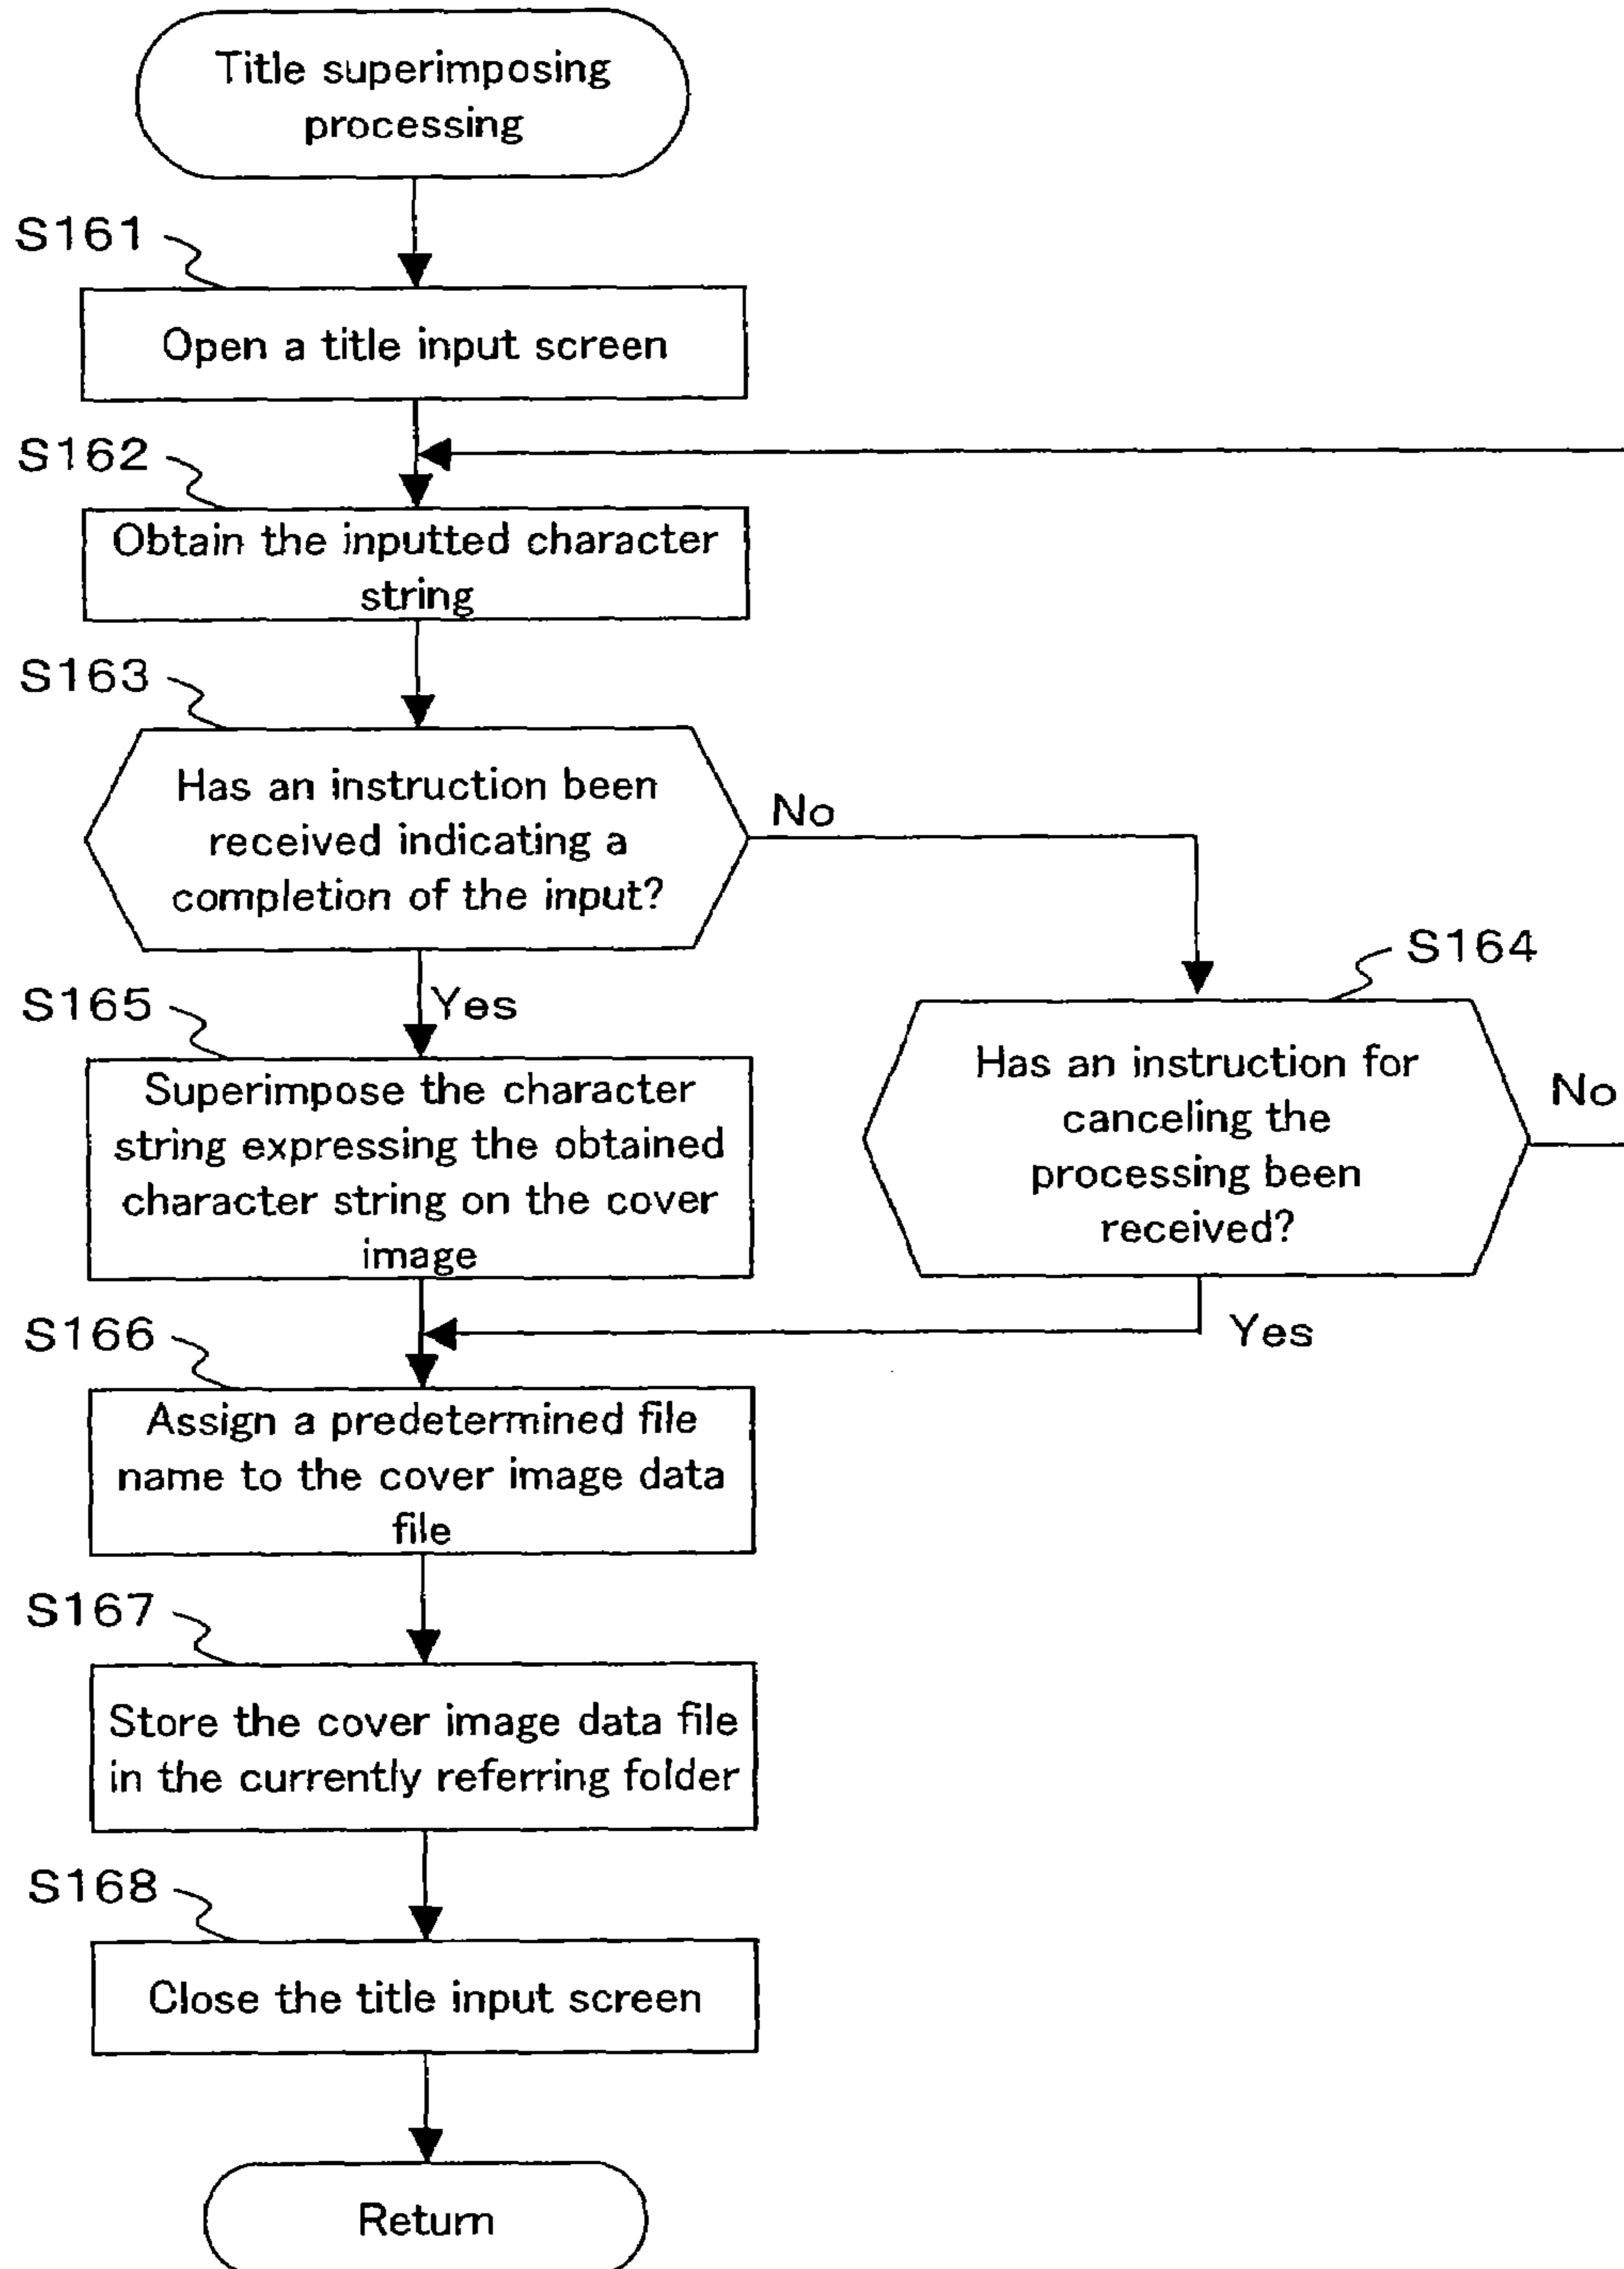 Title superimposing
processing
S161
Open a title input screen
S162
Obtain the inputted character
string
S163
Has an instruction been
received indicating a
completion of the input?
No
S164
Yes
S165
Has an instruction for
canceling the
processing been
received?
No
Superimpose the character
string expressing the obtained
character string on the cover
image
Yes
S166
Assign a predetermined file
name to the cover image data
file
S167
Store the cover image data file
in the currently referring folder
S168
Close the title input screen
Return